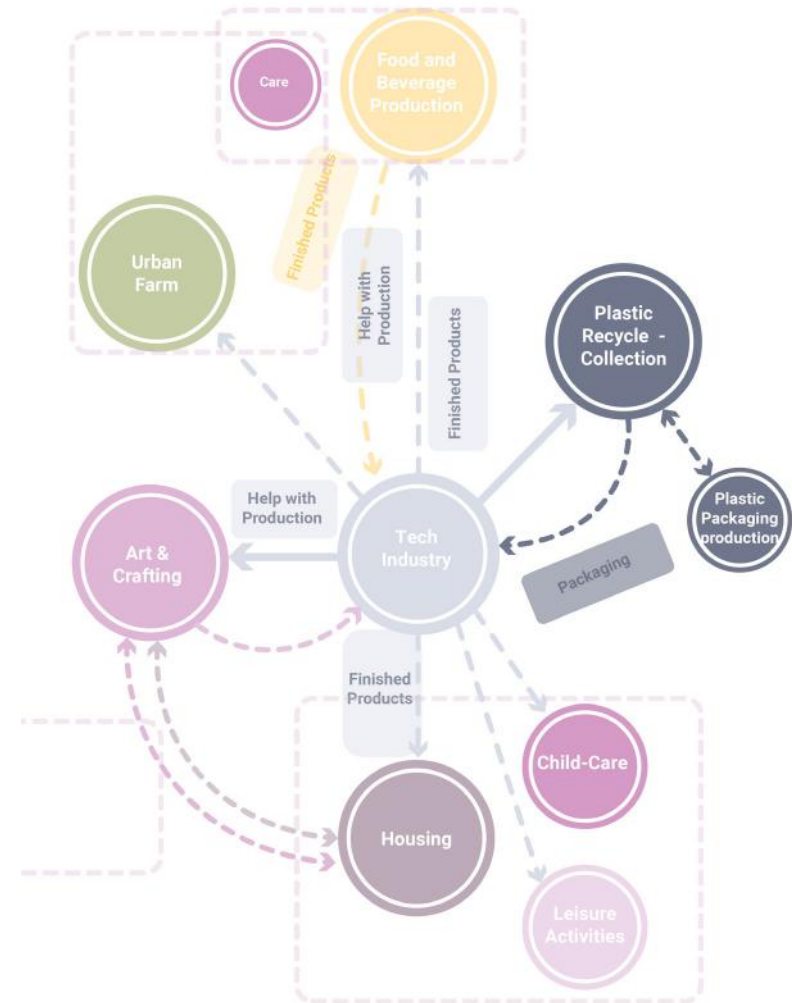 Care
Food and
Beverage
Production
Finished Products
Urban
Farm
Help with
Production
Finished Products
Plastic
Recycle -
Collection
Help with
Production
Art &
Crafting
Tech
Industry
Plastic
Packaging
production
Packaging
Finished
Products
Child-Care
Housing
Leisure
Activities